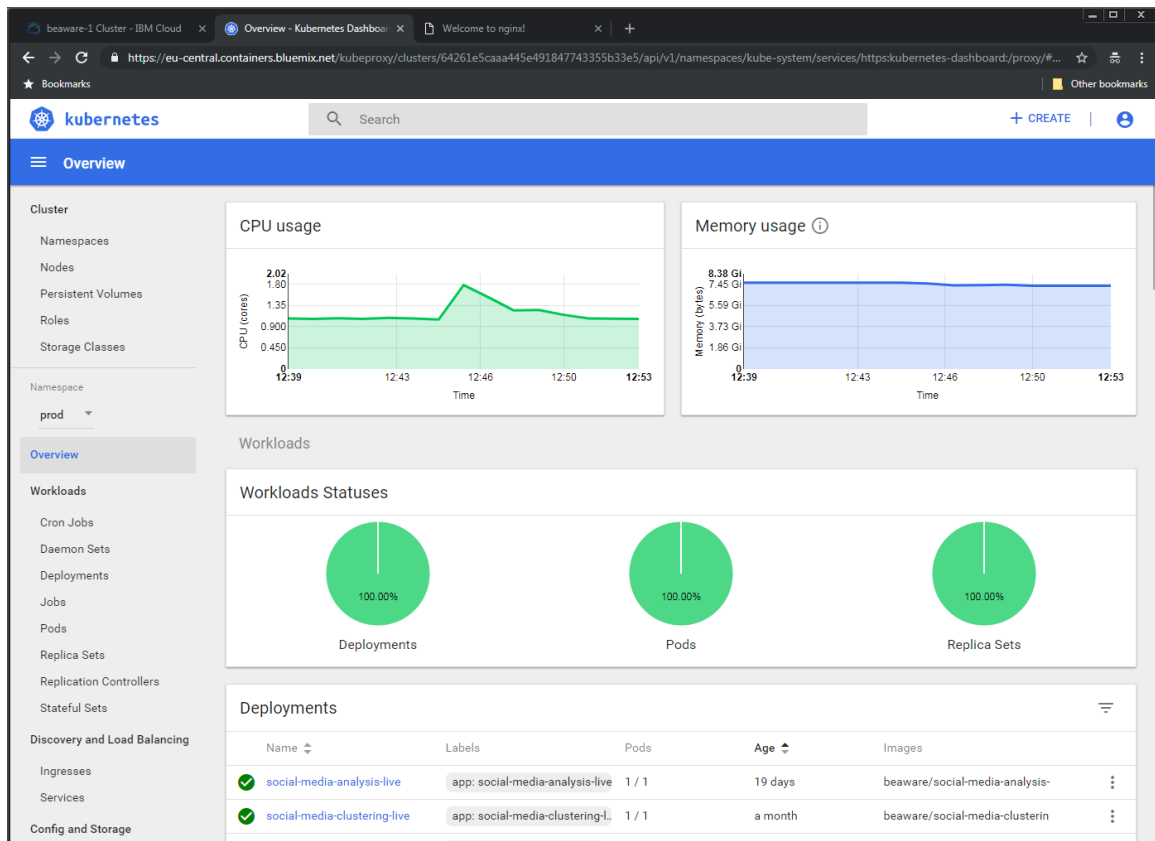 beaware-1 Cluster - IBM Cloud
Overview - Kubernetes Dashboar
Welcome to nginx!
https://eu-central.containers.bluemix.net/kubeproxy/clusters/64261e5caaa445e491847743355b33e5/api/v1/namespaces/kube-system/services/https:kubernetes-dashboard:/proxy/#...
Bookmarks
Other bookmarks
kubernetes
Search
+ CREATE
Overview
Cluster
Namespaces
Nodes
Persistent Volumes
Roles
Storage Classes
Namespace
prod
Overview
Workloads
Cron Jobs
Daemon Sets
Deployments
Jobs
Pods
Replica Sets
Replication Controllers
Stateful Sets
Discovery and Load Balancing
Ingresses
Services
Config and Storage
CPU usage
CPU (cores)
2.02
1.80
1.35
0.900
0.450
0
12:39 12:43 12:46 12:50 12:53
Time
Memory usage
Memory (bytes)
8.38 Gi
7.45 Gi
5.59 Gi
3.73 Gi
1.86 Gi
0
12:39 12:43 12:46 12:50 12:53
Time
Workloads
Workloads Statuses
100.00% 100.00% 100.00%
Deployments Pods Replica Sets
Deployments
Name Labels Pods Age Images
social-media-analysis-live app: social-media-analysis-live 1 / 1 19 days beaware/social-media-analysis-
social-media-clustering-live app: social-media-clustering-l.. 1 / 1 a month beaware/social-media-clusterin